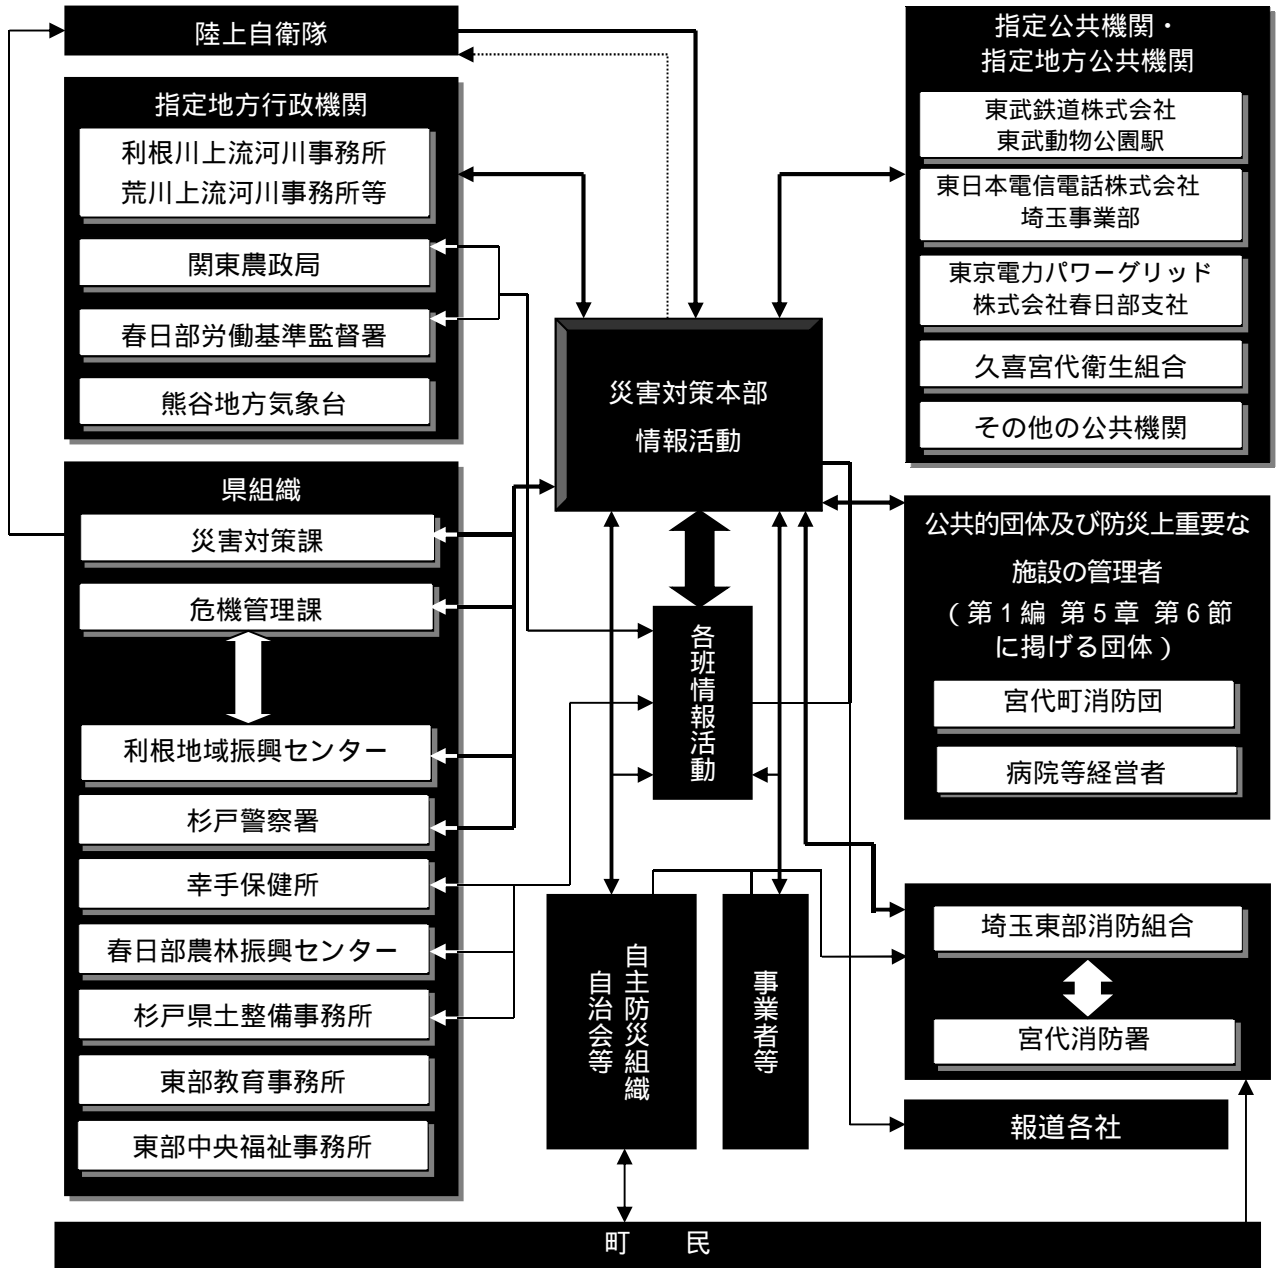 陸上自衛隊
指定地方行政機関
利根川上流河川事務所
荒川上流河川事務所等
関東農政局
春日部労働基準監督署
熊谷地方気象台
県組織
災害対策課
危機管理課
利根地域振興センター
杉戸警察署
幸手保健所
春日部農林振興センター
杉戸県土整備事務所
東部教育事務所
東部中央福祉事務所
災害対策本部
情報活動
各班情報活動
自主防災組織
自治会等
事業者等
指定公共機関・
指定地方公共機関
東武鉄道株式会社
東武動物公園駅
東日本電信電話株式会社
埼玉事業部
東京電力パワーグリッド
株式会社春日部支社
久喜宮代衛生組合
その他の公共機関
公共的団体及び防災上重要な
施設の管理者
（第1編 第5章 第6節
に掲げる団体）
宮代町消防団
病院等経営者
埼玉東部消防組合
宮代消防署
報道各社
町　民